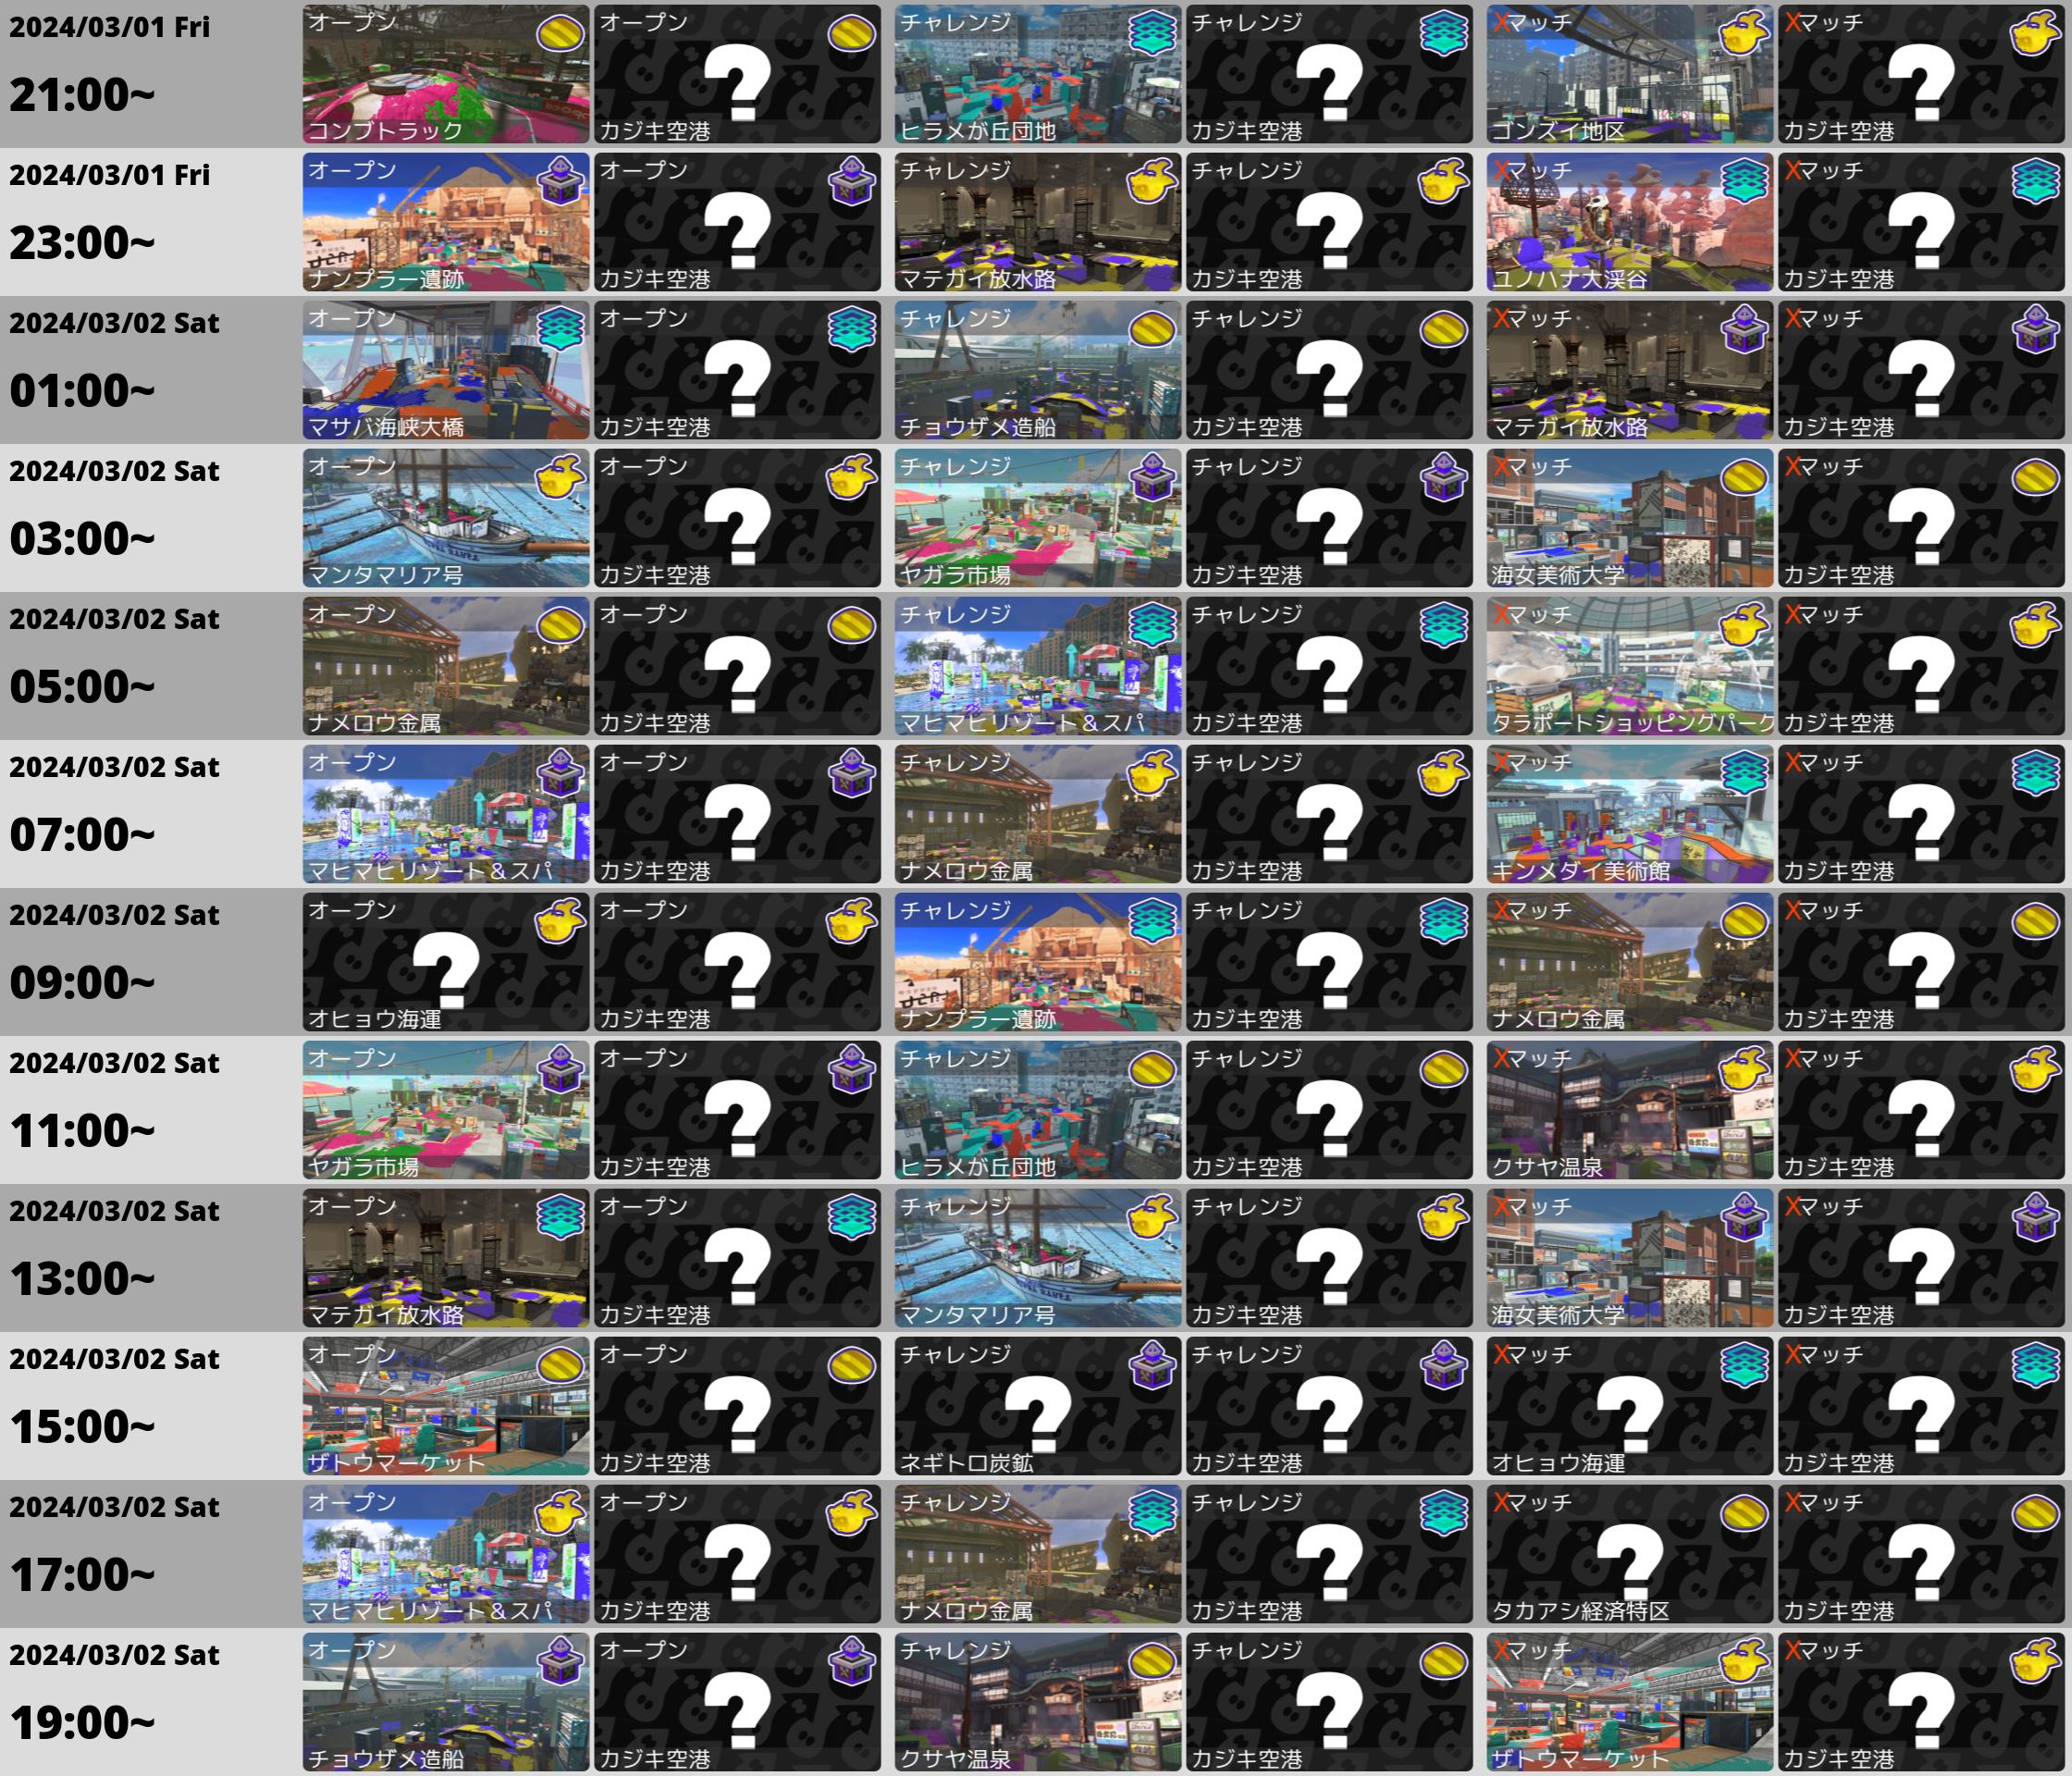 2024/03/01 Fri
21:00~
オープン
コンブトラック
オープン
カジキ空港
チャレンジ
ヒラメが丘団地
チャレンジ
カジキ空港
Xマッチ
ゴンズイ地区
Xマッチ
カジキ空港
2024/03/01 Fri
23:00~
オープン
ナンプラー遺跡
オープン
カジキ空港
チャレンジ
マテガイ放水路
チャレンジ
カジキ空港
Xマッチ
ユノハナ大渓谷
Xマッチ
カジキ空港
2024/03/02 Sat
01:00~
オープン
マサバ海峡大橋
オープン
カジキ空港
チャレンジ
チョウザメ造船
チャレンジ
カジキ空港
Xマッチ
マテガイ放水路
Xマッチ
カジキ空港
2024/03/02 Sat
03:00~
オープン
マンタマリア号
オープン
カジキ空港
チャレンジ
ヤガラ市場
チャレンジ
カジキ空港
Xマッチ
海女美術大学
Xマッチ
カジキ空港
2024/03/02 Sat
05:00~
オープン
ナメロウ金属
オープン
カジキ空港
チャレンジ
マヒマヒリゾート&スパ
チャレンジ
カジキ空港
Xマッチ
タラポートショッピングパーク
Xマッチ
カジキ空港
2024/03/02 Sat
07:00~
オープン
マヒマヒリゾート&スパ
オープン
カジキ空港
チャレンジ
ナメロウ金属
チャレンジ
カジキ空港
Xマッチ
キンメダイ美術館
Xマッチ
カジキ空港
2024/03/02 Sat
09:00~
オープン
オヒョウ海運
オープン
カジキ空港
チャレンジ
ナンプラー遺跡
チャレンジ
カジキ空港
Xマッチ
ナメロウ金属
Xマッチ
カジキ空港
2024/03/02 Sat
11:00~
オープン
ヤガラ市場
オープン
カジキ空港
チャレンジ
ヒラメが丘団地
チャレンジ
カジキ空港
Xマッチ
クサヤ温泉
Xマッチ
カジキ空港
2024/03/02 Sat
13:00~
オープン
マテガイ放水路
オープン
カジキ空港
チャレンジ
マンタマリア号
チャレンジ
カジキ空港
Xマッチ
海女美術大学
Xマッチ
カジキ空港
2024/03/02 Sat
15:00~
オープン
ザトウマーケット
オープン
カジキ空港
チャレンジ
ネギトロ炭鉱
チャレンジ
カジキ空港
Xマッチ
オヒョウ海運
Xマッチ
カジキ空港
2024/03/02 Sat
17:00~
オープン
マヒマヒリゾート&スパ
オープン
カジキ空港
チャレンジ
ナメロウ金属
チャレンジ
カジキ空港
Xマッチ
タカアシ経済特区
Xマッチ
カジキ空港
2024/03/02 Sat
19:00~
オープン
チョウザメ造船
オープン
カジキ空港
チャレンジ
クサヤ温泉
チャレンジ
カジキ空港
Xマッチ
ザトウマーケット
Xマッチ
カジキ空港